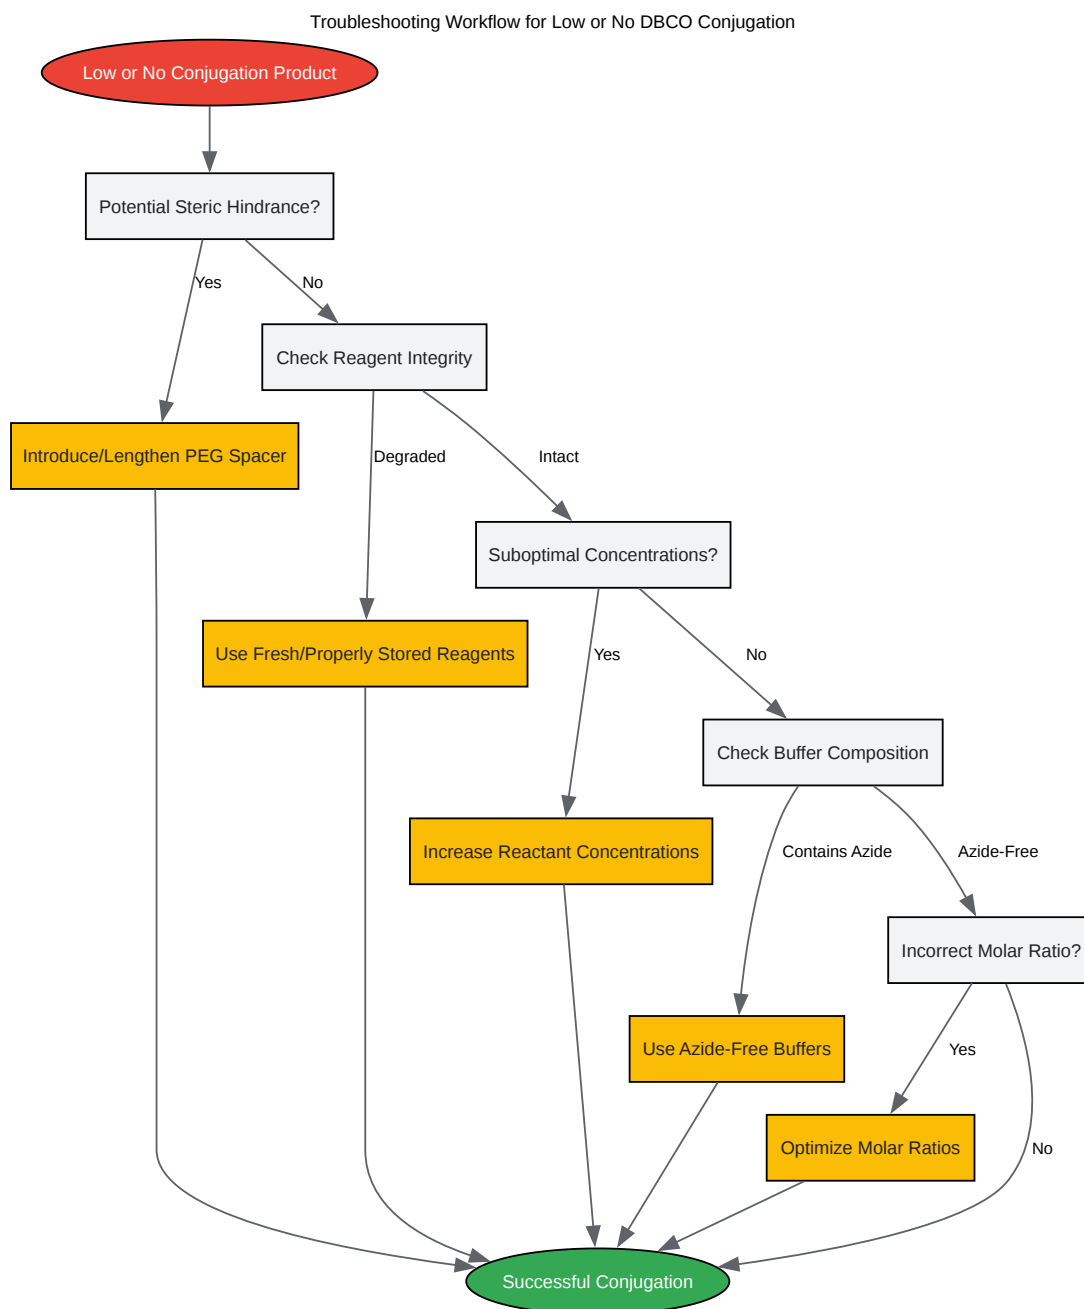 Troubleshooting Workflow for Low or No DBCO Conjugation
Low or No Conjugation Product
Potential Steric Hindrance?
Yes
No
Check Reagent Integrity
Introduce/Lengthen PEG Spacer
Degraded
Intact
Suboptimal Concentrations?
Use Fresh/Properly Stored Reagents
Yes
No
Check Buffer Composition
Increase Reactant Concentrations
Contains Azide
Azide-Free
Incorrect Molar Ratio?
Use Azide-Free Buffers
Yes
Optimize Molar Ratios
No
Successful Conjugation